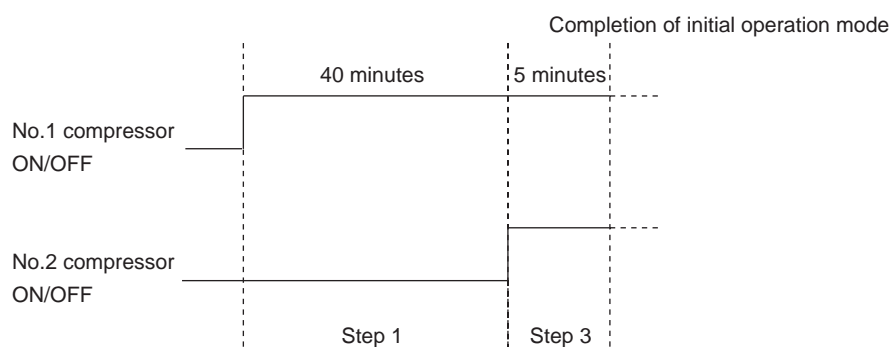 Completion of initial operation mode
40 minutes
5 minutes
No.1 compressor
ON/OFF
No.2 compressor
ON/OFF
Step 1
Step 3